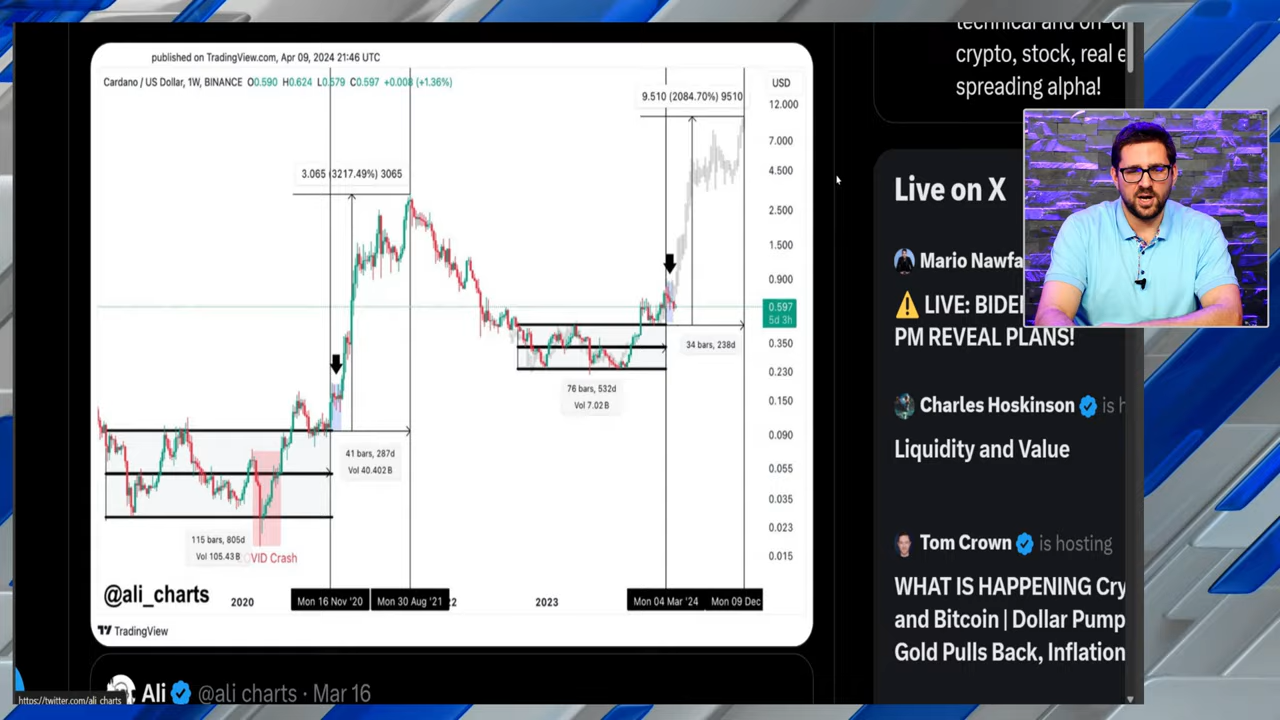 published on TradingView.com, Apr 09, 2024 21:46 UTC
Cardano / US Dollar, 1W, BINANCE O0.590 H0.624 L0.579 C0.597 +0.008 (+1.36%)
USD
9.510 (2084.70%) 9510
12.000
7.000
4.500
3.065 (3217.49%) 3065
2.500
1.500
0.900
0.597
5d 3h
0.350
34 bars, 238d
0.230
76 bars, 532d
Vol 7.02 B
0.150
0.090
41 bars, 287d
Vol 40.402 B
0.055
0.035
0.023
115 bars, 805d
Vol 105.43 B
VID Crash
0.015
@ali_charts
2020
Mon 16 Nov '20
Mon 30 Aug '21
2023
Mon 04 Mar '24
Mon 09 Dec
TradingView
Ali @ali charts · Mar 16
https://twitter.com/ali_charts
crypto, stock, real e
spreading alpha!
Live on X
Mario Nawfa
LIVE: BIDE
PM REVEAL PLANS!
Charles Hoskinson is h
Liquidity and Value
Tom Crown is hosting
WHAT IS HAPPENING Cry
and Bitcoin | Dollar Pump
Gold Pulls Back, Inflation